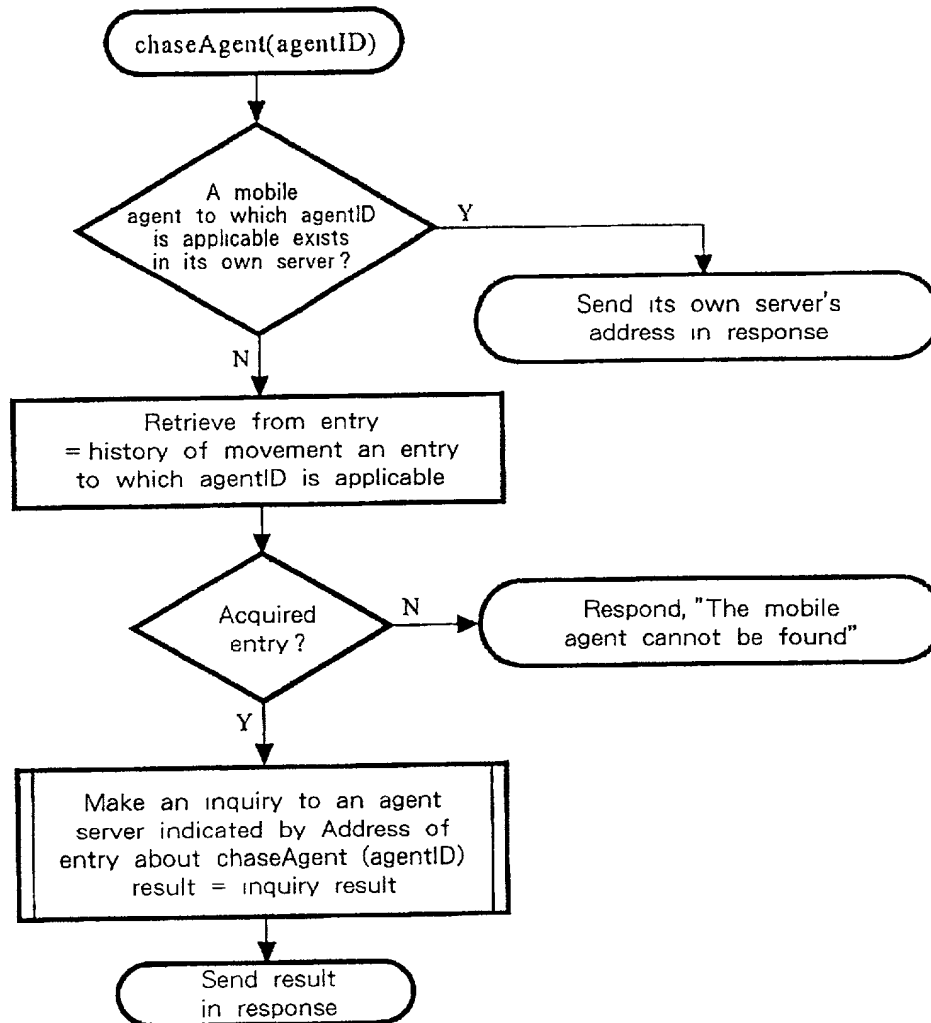 chaseAgent(agentID)
A mobile
agent to which agentID
is applicable exists
in its own server?
Y
Send its own server's
address in response
N
Retrieve from entry
= history of movement an entry
to which agentID is applicable
Acquired
entry?
N
Respond, "The mobile
agent cannot be found"
Y
Make an inquiry to an agent
server indicated by Address of
entry about chaseAgent (agentID)
result = inquiry result
Send result
in response